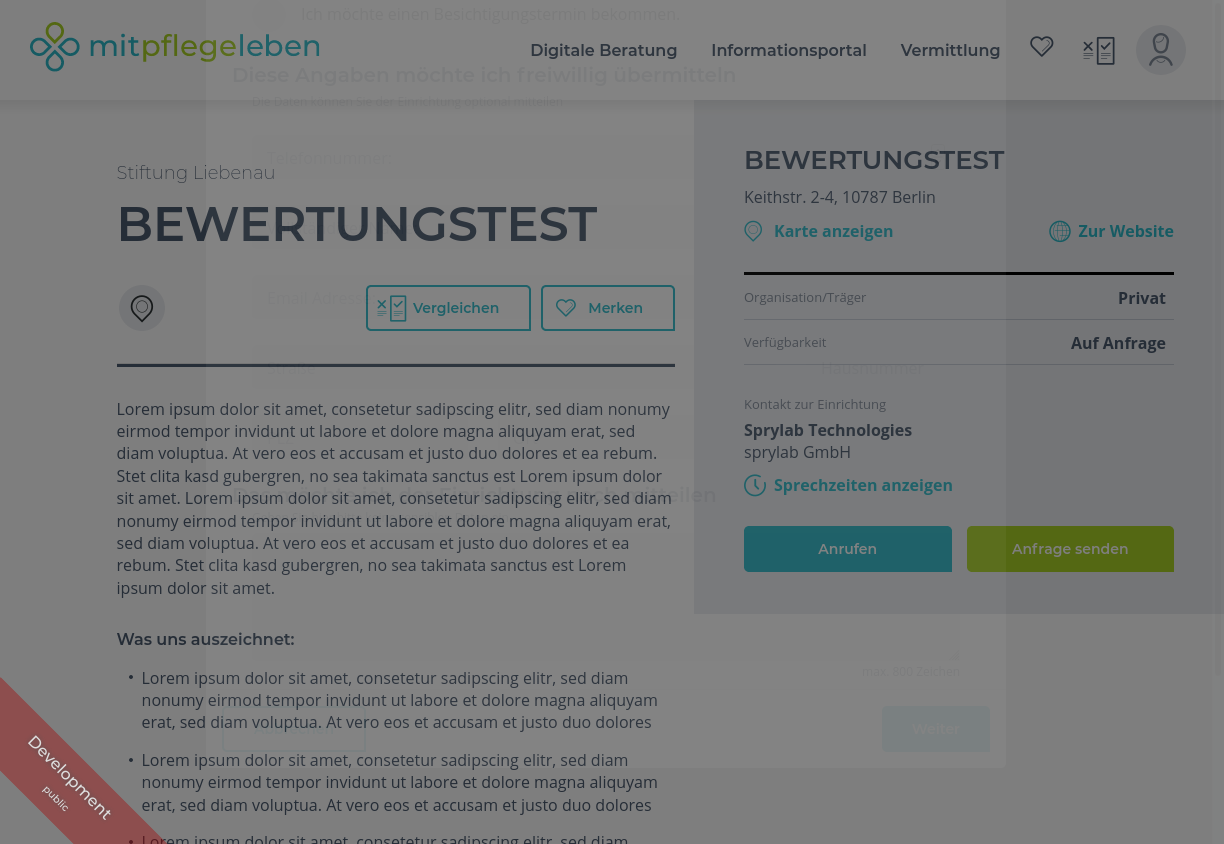 Ich möchte einen Besichtigungstermin bekommen.
mitpflegeleben
Digitale Beratung
Informationsportal
Vermittlung
Diese Angaben möchte ich freiwillig übermitteln
Telefonnummer
Stiftung Liebenau
BEWERTUNGSTEST
Vergleichen
Merken
Lorem ipsum dolor sit amet, consetetur sadipscing elitr, sed diam nonumy
eirmod tempor invidunt ut labore et dolore magna aliquyam erat, sed
diam voluptua. At vero eos et accusam et justo duo dolores et ea rebum.
Stet clita kasd gubergren, no sea takimata sanctus est Lorem ipsum dolor
sit amet. Lorem ipsum dolor sit amet, consetetur sadipscing elitr, sed diam
nonumy eirmod tempor invidunt ut labore et dolore magna aliquyam erat,
sed diam voluptua. At vero eos et accusam et justo duo dolores et ea
rebum. Stet clita kasd gubergren, no sea takimata sanctus est Lorem
ipsum dolor sit amet.
Was uns auszeichnet:
• Lorem ipsum dolor sit amet, consetetur sadipscing elitr, sed diam
nonumy eirmod tempor invidunt ut labore et dolore magna aliquyam
erat, sed diam voluptua. At vero eos et accusam et justo duo dolores
• Lorem ipsum dolor sit amet, consetetur sadipscing elitr, sed diam
nonumy eirmod tempor invidunt ut labore et dolore magna aliquyam
erat, sed diam voluptua. At vero eos et accusam et justo duo dolores
Lorem ipsum dolor sit amet, consetetur sadipscing elitr, sed diam
BEWERTUNGSTEST
Keithstr. 2-4, 10787 Berlin
Karte anzeigen
Zur Website
Organisation/Träger
Privat
Verfügbarkeit
Auf Anfrage
Hausnummer
Kontakt zur Einrichtung
Sprylab Technologies
sprylab GmbH
Sprechzeiten anzeigen
Anrufen
Anfrage senden
max. 600 Zeichen
Weiter
Development
public